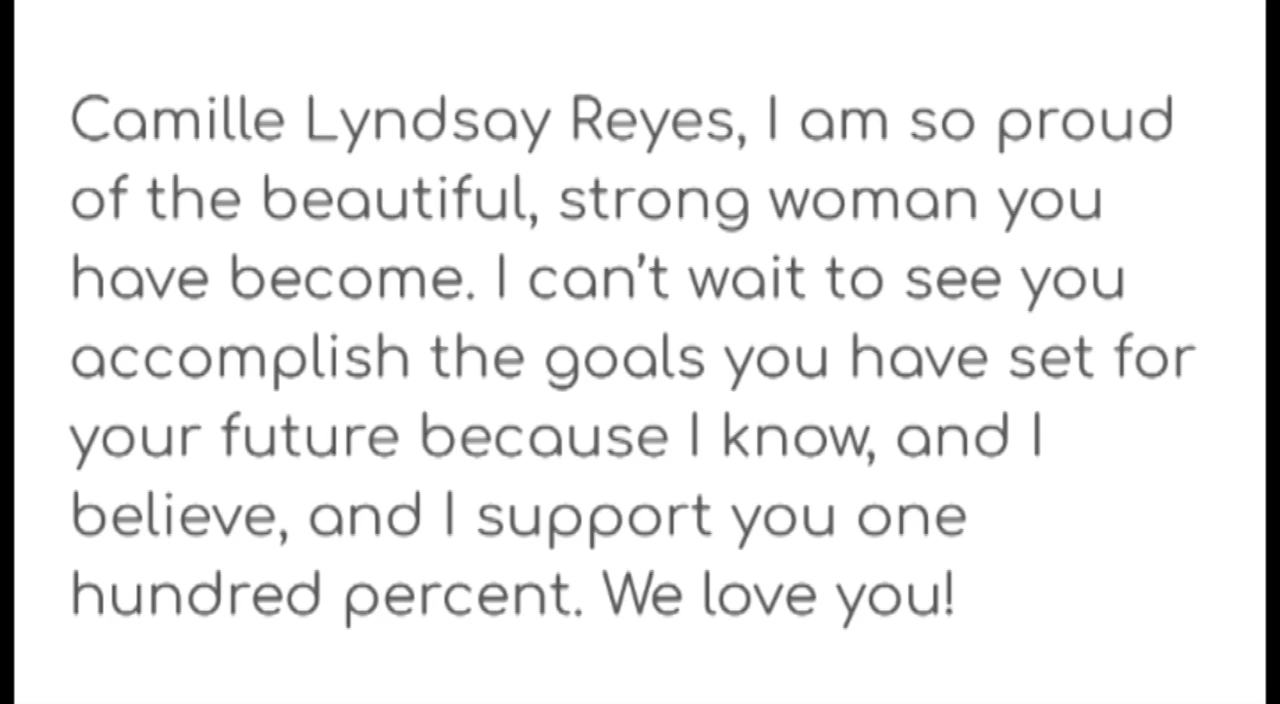 Camille Lyndsay Reyes, I am so proud
of the beautiful, strong woman you
have become. I can't wait to see you
accomplish the goals you have set for
your future because I know, and I
believe, and I support you one
hundred percent. We love you!